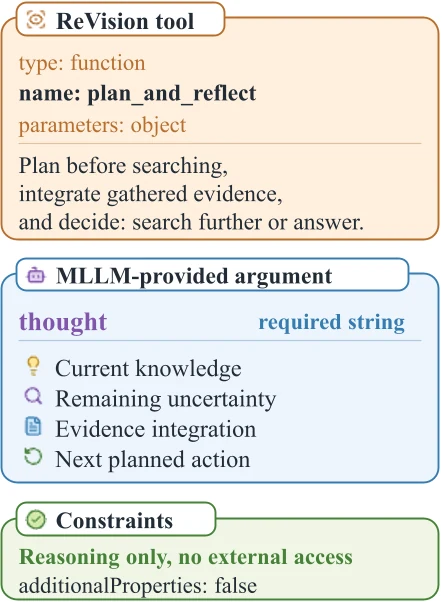 ReVision tool
type: function
name: plan_and_reflect
parameters: object
Plan before searching,
integrate gathered evidence,
and decide: search further or answer.
MLLM-provided argument
thought required string
Current knowledge
Remaining uncertainty
Evidence integration
Next planned action
Constraints
Reasoning only, no external access
additionalProperties: false